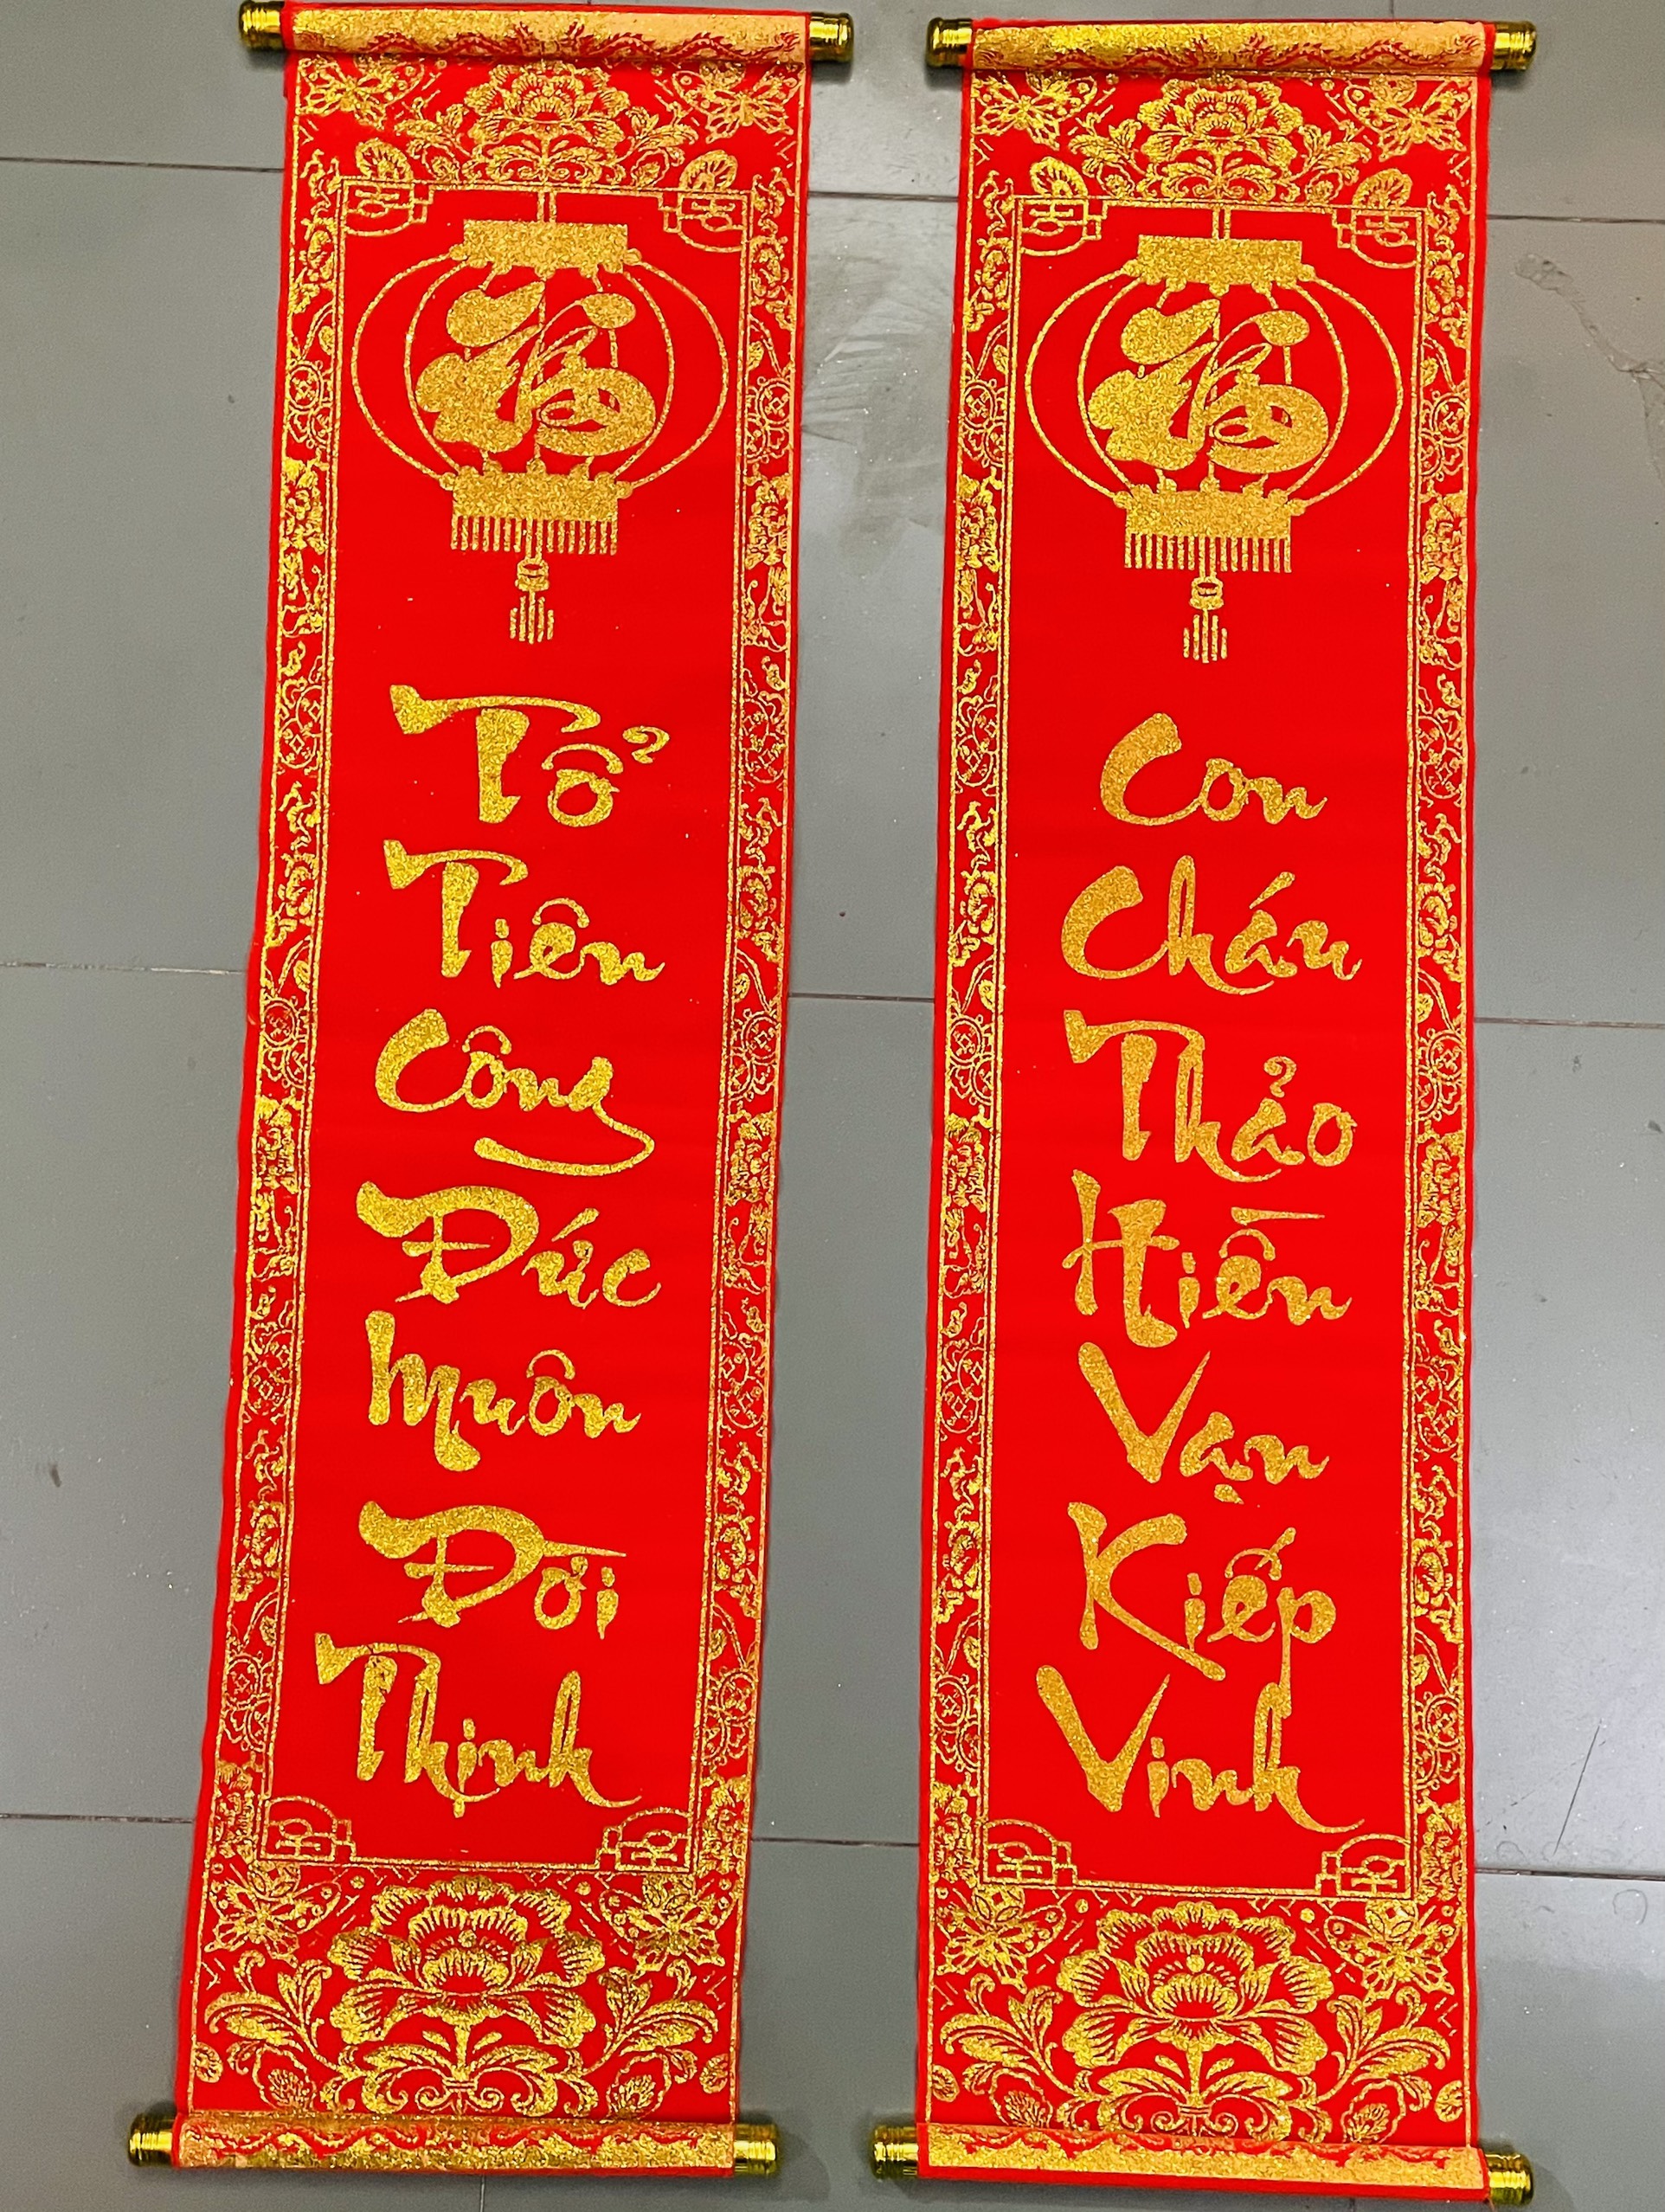 福
Tổ
Tiên
Công
Đức
Muôn
Đời
Thịnh
福
Con
Cháu
Thảo
Hiền
Vạn
Kiếp
Vinh